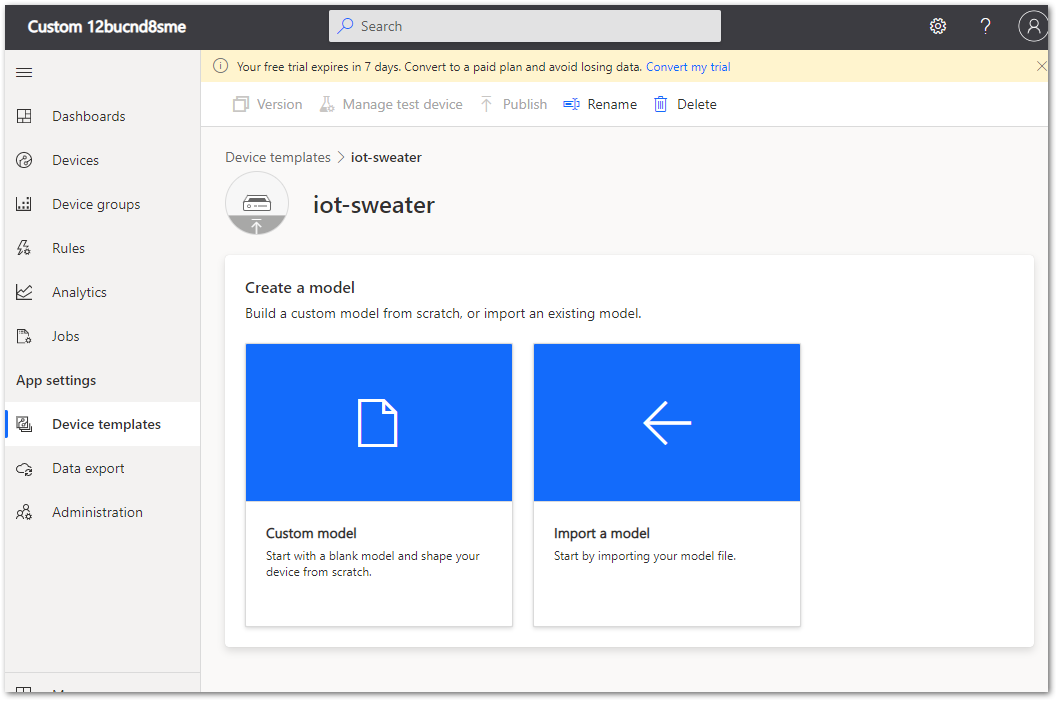 Custom 12bucnd8sme
Search
?
Your free trial expires in 7 days. Convert to a paid plan and avoid losing data. Convert my trial
Version
Manage test device
Publish
Rename
Delete
Dashboards
Devices
Device groups
Rules
Analytics
Jobs
App settings
Device templates
Data export
Administration
Device templates > iot-sweater
iot-sweater
Create a model
Build a custom model from scratch, or import an existing model.
Custom model
Start with a blank model and shape your
device from scratch.
Import a model
Start by importing your model file.